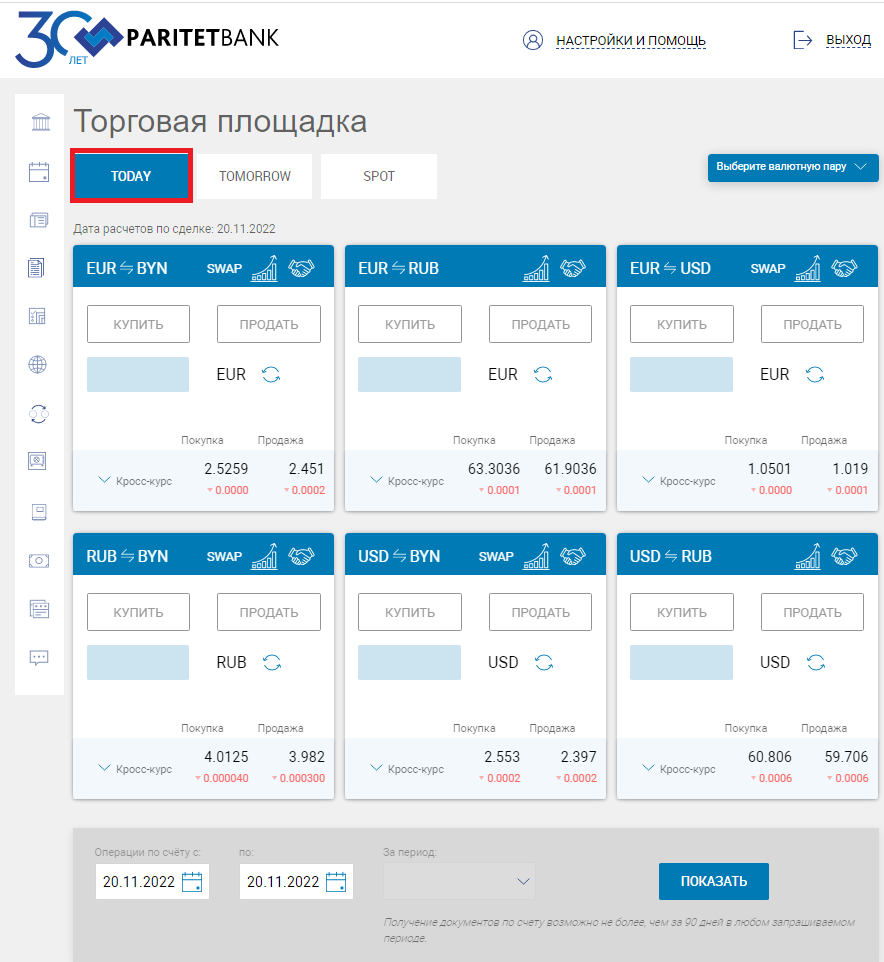 30 ЛЕТ PARITETBANK
НАСТРОЙКИ И ПОМОЩЬ ВЫХОД
Торговая площадка
TODAY TOMORROW SPOT Выберите валютную пару
Дата расчетов по сделке: 20.11.2022
EUR ⇋ BYN SWAP EUR ⇋ RUB EUR ⇋ USD SWAP
КУПИТЬ ПРОДАТЬ КУПИТЬ ПРОДАТЬ КУПИТЬ ПРОДАТЬ
EUR EUR EUR
Покупка Продажа Покупка Продажа Покупка Продажа
Кросс-курс 2.5259 2.451 Кросс-курс 63.3036 61.9036 Кросс-курс 1.0501 1.019
0.0000 0.0002 0.0001 0.0001 0.0000 0.0001
RUB ⇋ BYN SWAP USD ⇋ BYN SWAP USD ⇋ RUB
КУПИТЬ ПРОДАТЬ КУПИТЬ ПРОДАТЬ КУПИТЬ ПРОДАТЬ
RUB USD USD
Покупка Продажа Покупка Продажа Покупка Продажа
Кросс-курс 4.0125 3.982 Кросс-курс 2.553 2.397 Кросс-курс 60.806 59.706
0.000040 0.000300 0.0002 0.0002 0.0006 0.0006
Операции по счёту с: по: За период:
20.11.2022 20.11.2022 ПОКАЗАТЬ
Получение документов по счету возможно не более, чем за 90 дней в любом запрашиваемом
периоде.